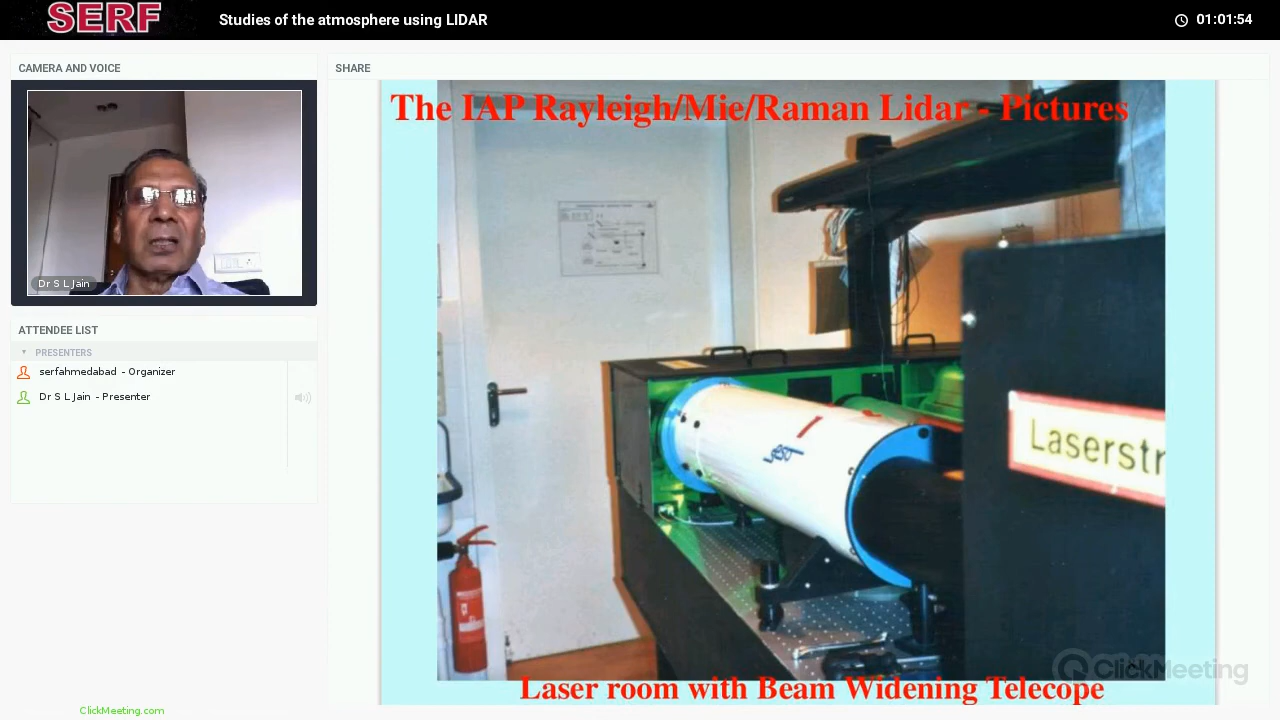 SERF
Studies of the atmosphere using LIDAR
01:01:54
CAMERA AND VOICE
Dr S L Jain
ATTENDEE LIST
PRESENTERS
serfahmedabad - Organizer
Dr S L Jain - Presenter
SHARE
The IAP Rayleigh/Mie/Raman Lidar - Pictures
Laserstr
Laser room with Beam Widening Telecope
ClickMeeting
ClickMeeting.com